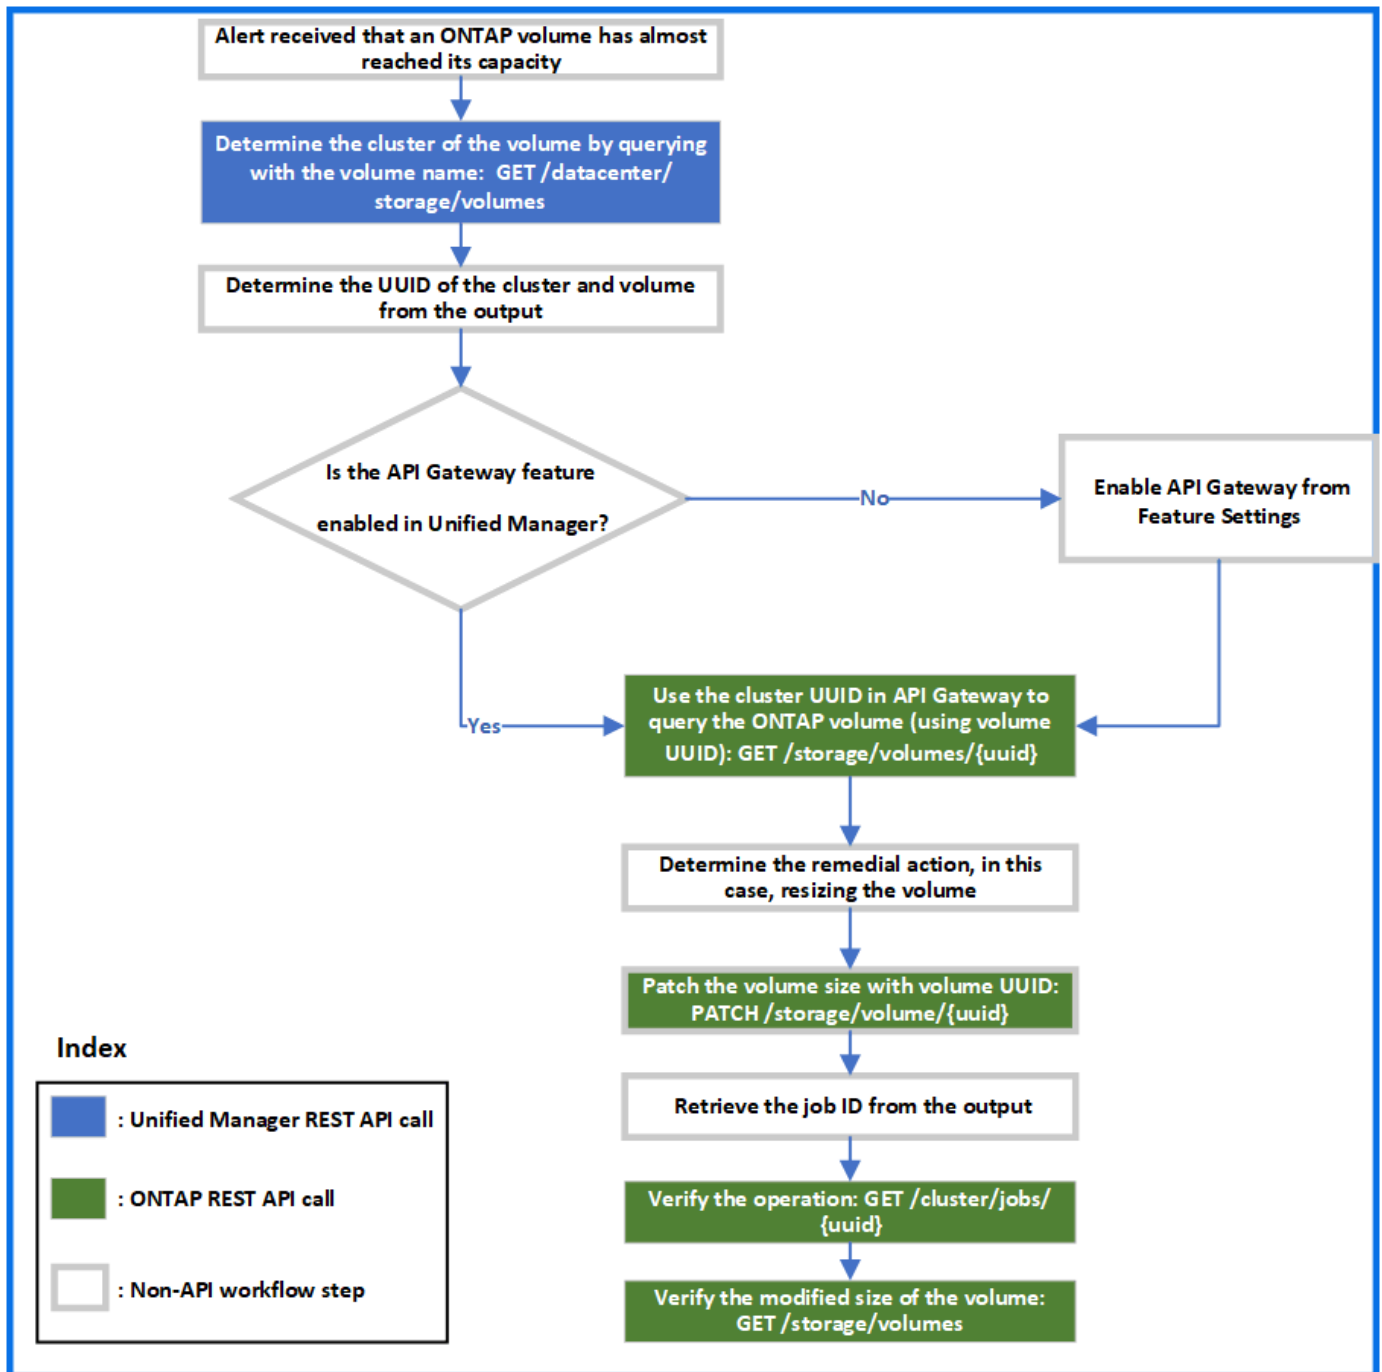 Alert received that an ONTAP volume has almost
reached its capacity
Determine the cluster of the volume by querying
with the volume name:  GET /datacenter/
storage/volumes
Determine the UUID of the cluster and volume
from the output
Is the API Gateway feature
enabled in Unified Manager?
No
Enable API Gateway from
Feature Settings
Yes
Use the cluster UUID in API Gateway to
query the ONTAP volume (using volume
UUID): GET /storage/volumes/{uuid}
Determine the remedial action, in this
case, resizing the volume
Patch the volume size with volume UUID:
PATCH /storage/volume/{uuid}
Retrieve the job ID from the output
Verify the operation: GET /cluster/jobs/
{uuid}
Verify the modified size of the volume:
GET /storage/volumes
Index
: Unified Manager REST API call
: ONTAP REST API call
: Non-API workflow step